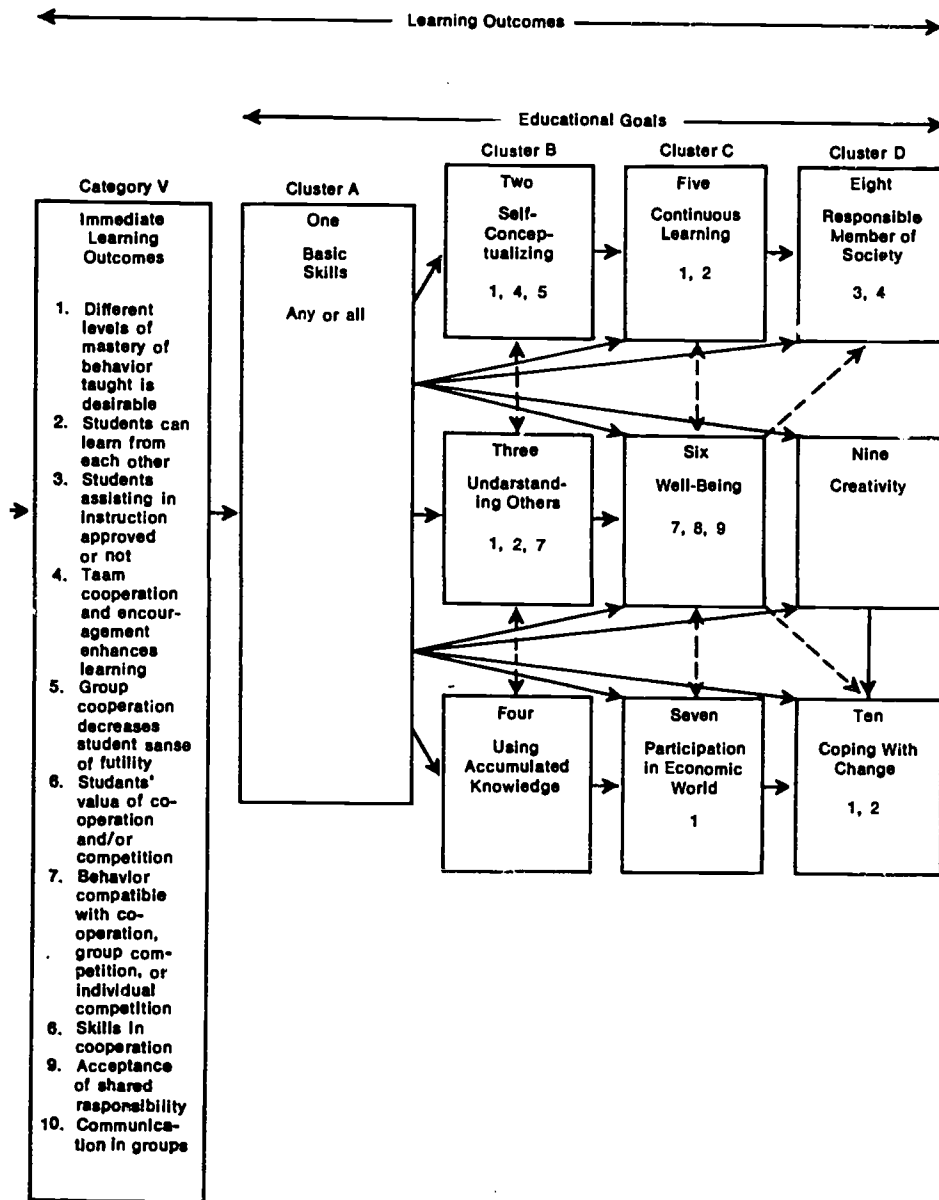 Learning Outcomes
Educational Goals
Category V
Immediate
Learning
Outcomes
1. Different
levels of
mastery of
behavior
taught is
desirable
2. Students can
learn from
each other
3. Students
assisting in
instruction
approved
or not
4. Taam
cooperation
and encour-
agement
enhances
learning
5. Group
cooperation
decreases
student sanse
of futility
6. Studants'
valua of co-
operation
and/or
competition
7. Behavior
compatible
with co-
operation,
group com-
petition, or
individual
competition
6. Skills in
cooperation
9. Acceptance
of shared
rasponsibility
10. Communica-
tion in groups
Cluster A
One
Basic
Skills
Any or all
Cluster B
Two
Self-
Concep-
tualizing
1, 4, 5
Three
Undarstand-
ing Others
1, 2, 7
Four
Using
Accumulated
Knowledge
Cluster C
Five
Continuous
Learning
1, 2
Six
Well-Being
7, 8, 9
Seven
Participation
in Economic
World
1
Cluster D
Eight
Responsible
Member of
Society
3, 4
Nine
Creativity
Ten
Coping With
Change
1, 2